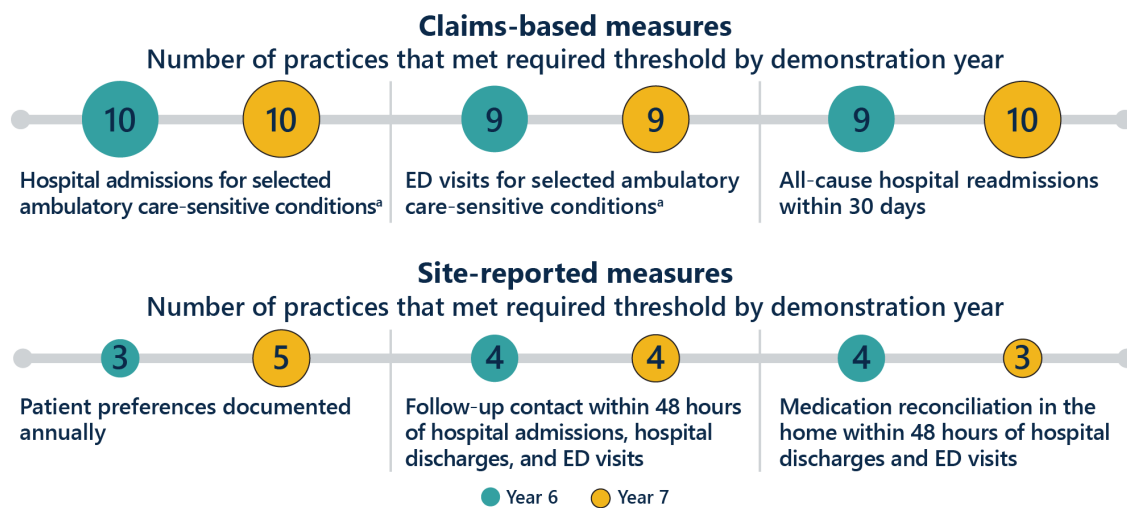 Claims-based measures
Number of practices that met required threshold by demonstration year
10 10 9 9 9 10
Hospital admissions for selected
ambulatory care-sensitive conditionsᵃ
ED visits for selected ambulatory
care-sensitive conditionsᵃ
All-cause hospital readmissions
within 30 days
Site-reported measures
Number of practices that met required threshold by demonstration year
3 5 4 4 4 3
Patient preferences documented
annually
Follow-up contact within 48 hours
of hospital admissions, hospital
discharges, and ED visits
Medication reconciliation in the
home within 48 hours of hospital
discharges and ED visits
Year 6 Year 7